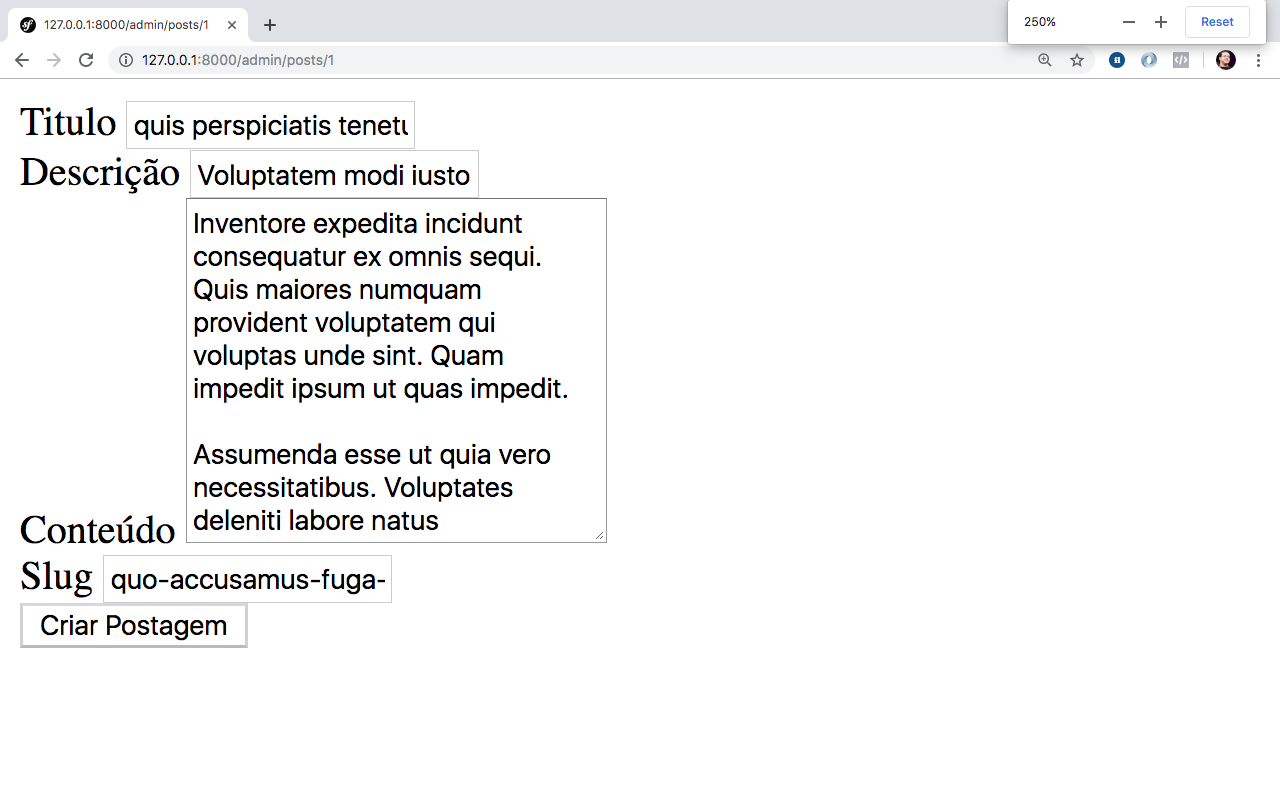 127.0.0.1:8000/admin/posts/1
250%
Reset
127.0.0.1:8000/admin/posts/1
Titulo quis perspiciatis tenetu
Descrição Voluptatem modi iusto
Inventore expedita incidunt
consequatur ex omnis sequi.
Quis maiores numquam
provident voluptatem qui
voluptas unde sint. Quam
impedit ipsum ut quas impedit.
Assumenda esse ut quia vero
necessitatibus. Voluptates
deleniti labore natus
Conteúdo
Slug quo-accusamus-fuga-
Criar Postagem